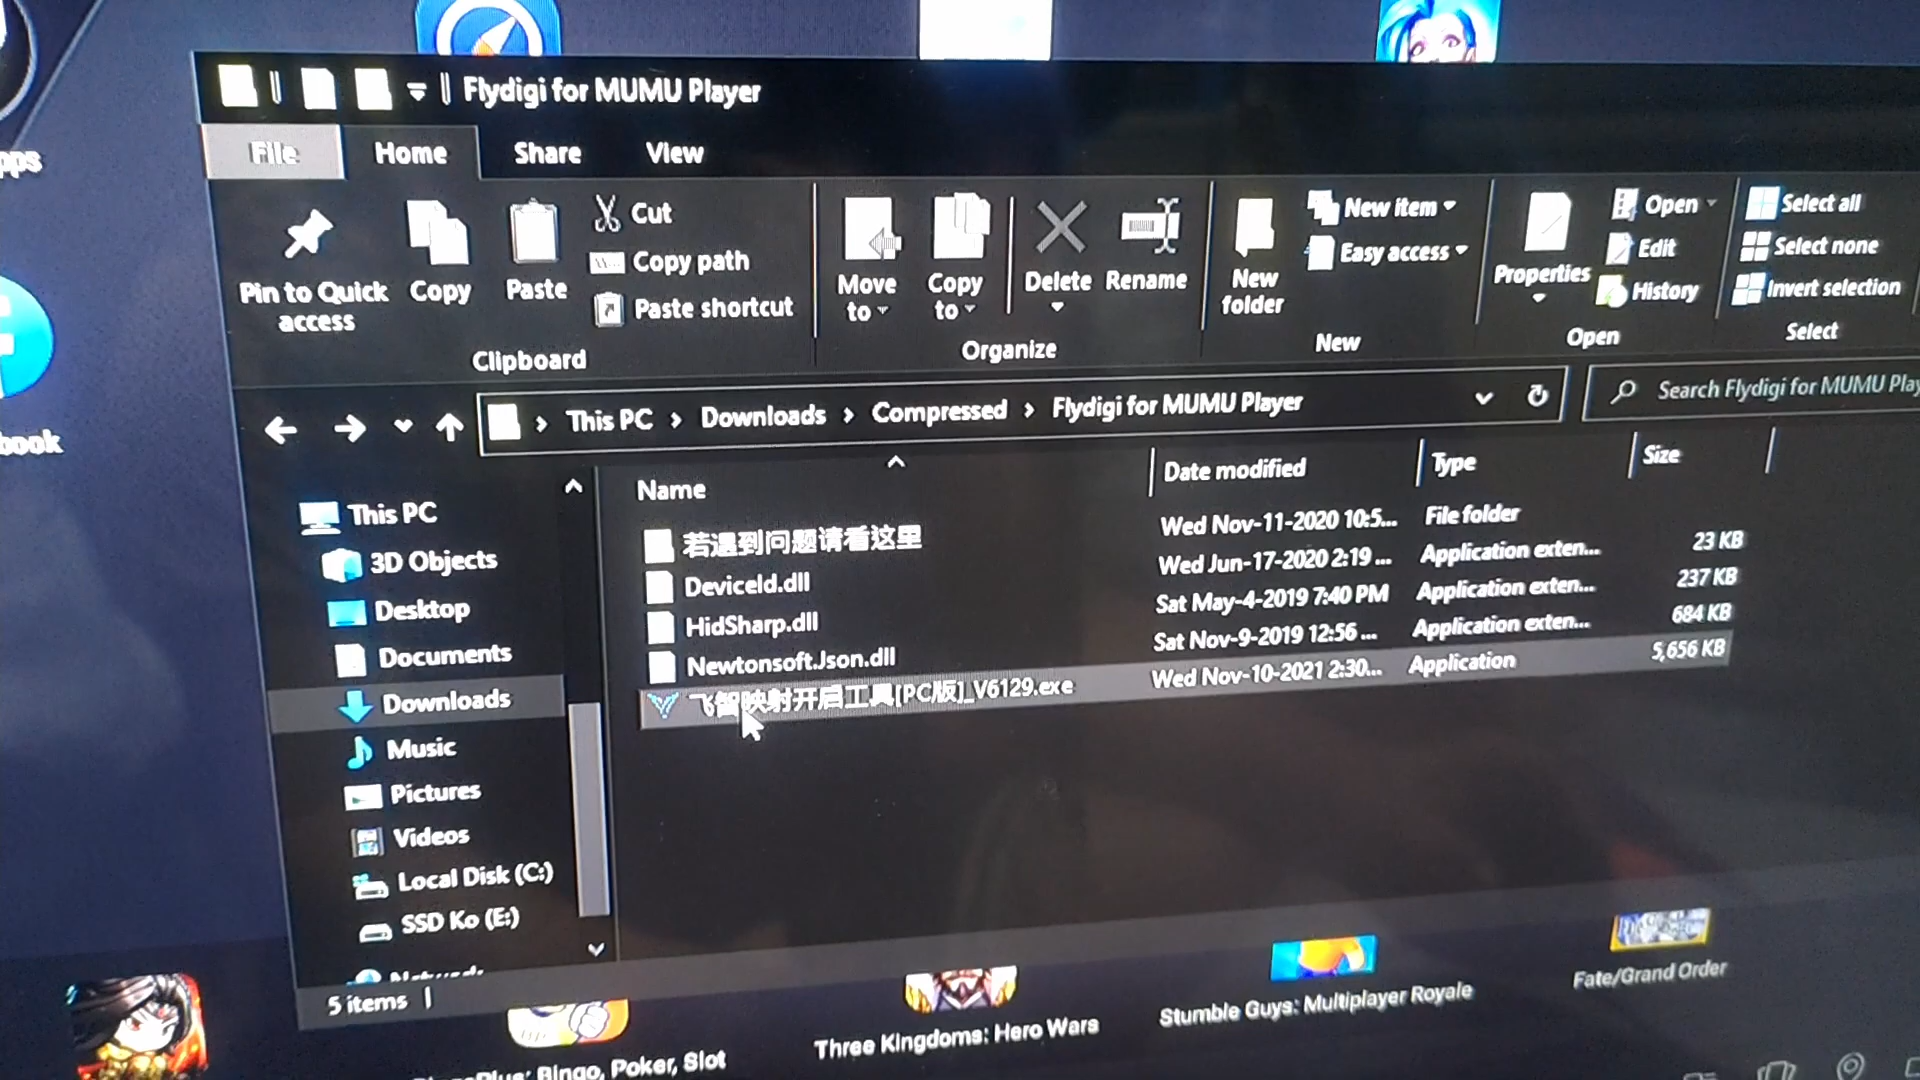 Flydigi for MUMU Player
File
Home
Share
View
Pin to Quick access
Copy
Paste
Cut
Copy path
Paste shortcut
Clipboard
Move to
Copy to
Delete
Rename
Organize
New folder
New item
Easy access
New
Properties
Open
Edit
History
Open
Select all
Select none
Invert selection
Select
This PC > Downloads > Compressed > Flydigi for MUMU Player
Search Flydigi for MUMU Play
Name Date modified Type Size
若遇到问题请看这里 Wed Nov-11-2020 10:5... File folder
DeviceId.dll Wed Jun-17-2020 2:19 ... Application exten... 23 KB
HidSharp.dll Sat May-4-2019 7:40 PM Application exten... 237 KB
Newtonsoft.Json.dll Sat Nov-9-2019 12:56 ... Application exten... 684 KB
飞智映射开启工具[PC版]_V6129.exe Wed Nov-10-2021 2:30... Application 5,656 KB
This PC
3D Objects
Desktop
Documents
Downloads
Music
Pictures
Videos
Local Disk (C:)
SSD Ko (E:)
5 items
Bingo, Poker, Slot
Three Kingdoms: Hero Wars
Stumble Guys: Multiplayer Royale
Fate/Grand Order